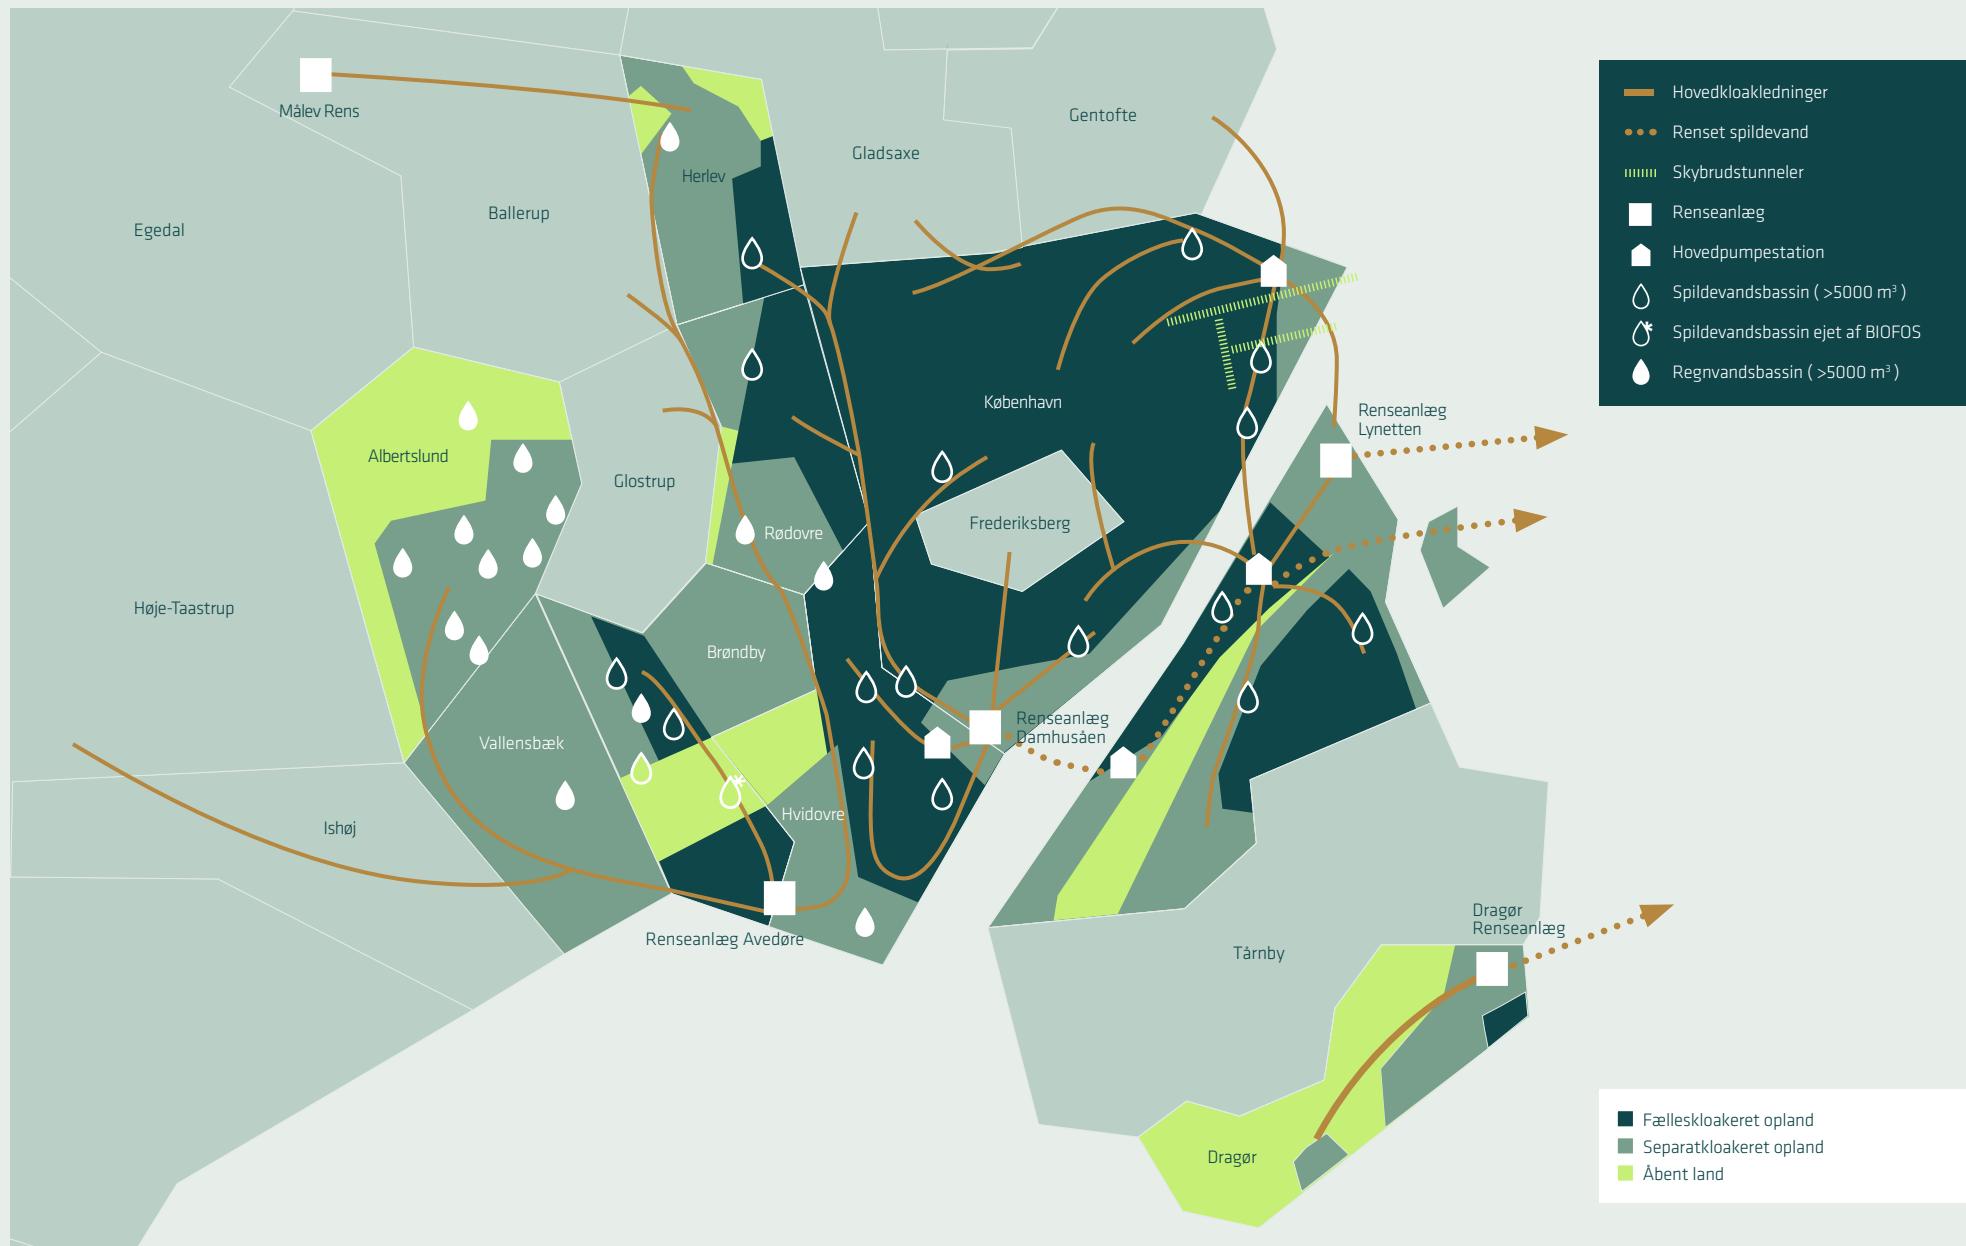 Målev Rens
Egedal
Ballerup
Herlev
Gladsaxe
Gentofte
Albertslund
Glostrup
Rødovre
København
Frederiksberg
Høje-Taastrup
Vallensbæk
Brøndby
Hvidovre
Ishøj
Renseanlæg
Lynetten
Renseanlæg
Damhusåen
Renseanlæg Avedøre
Tårnby
Dragør
Renseanlæg
Dragør
Hovedkloakledninger
Renset spildevand
Skybrudstunneler
Renseanlæg
Hovedpumpestation
Spildevandsbassin ( >5000 m³ )
Spildevandsbassin ejet af BIOFOS
Regnvandsbassin ( >5000 m³ )
Fælleskloakeret opland
Separatkloakeret opland
Åbent land